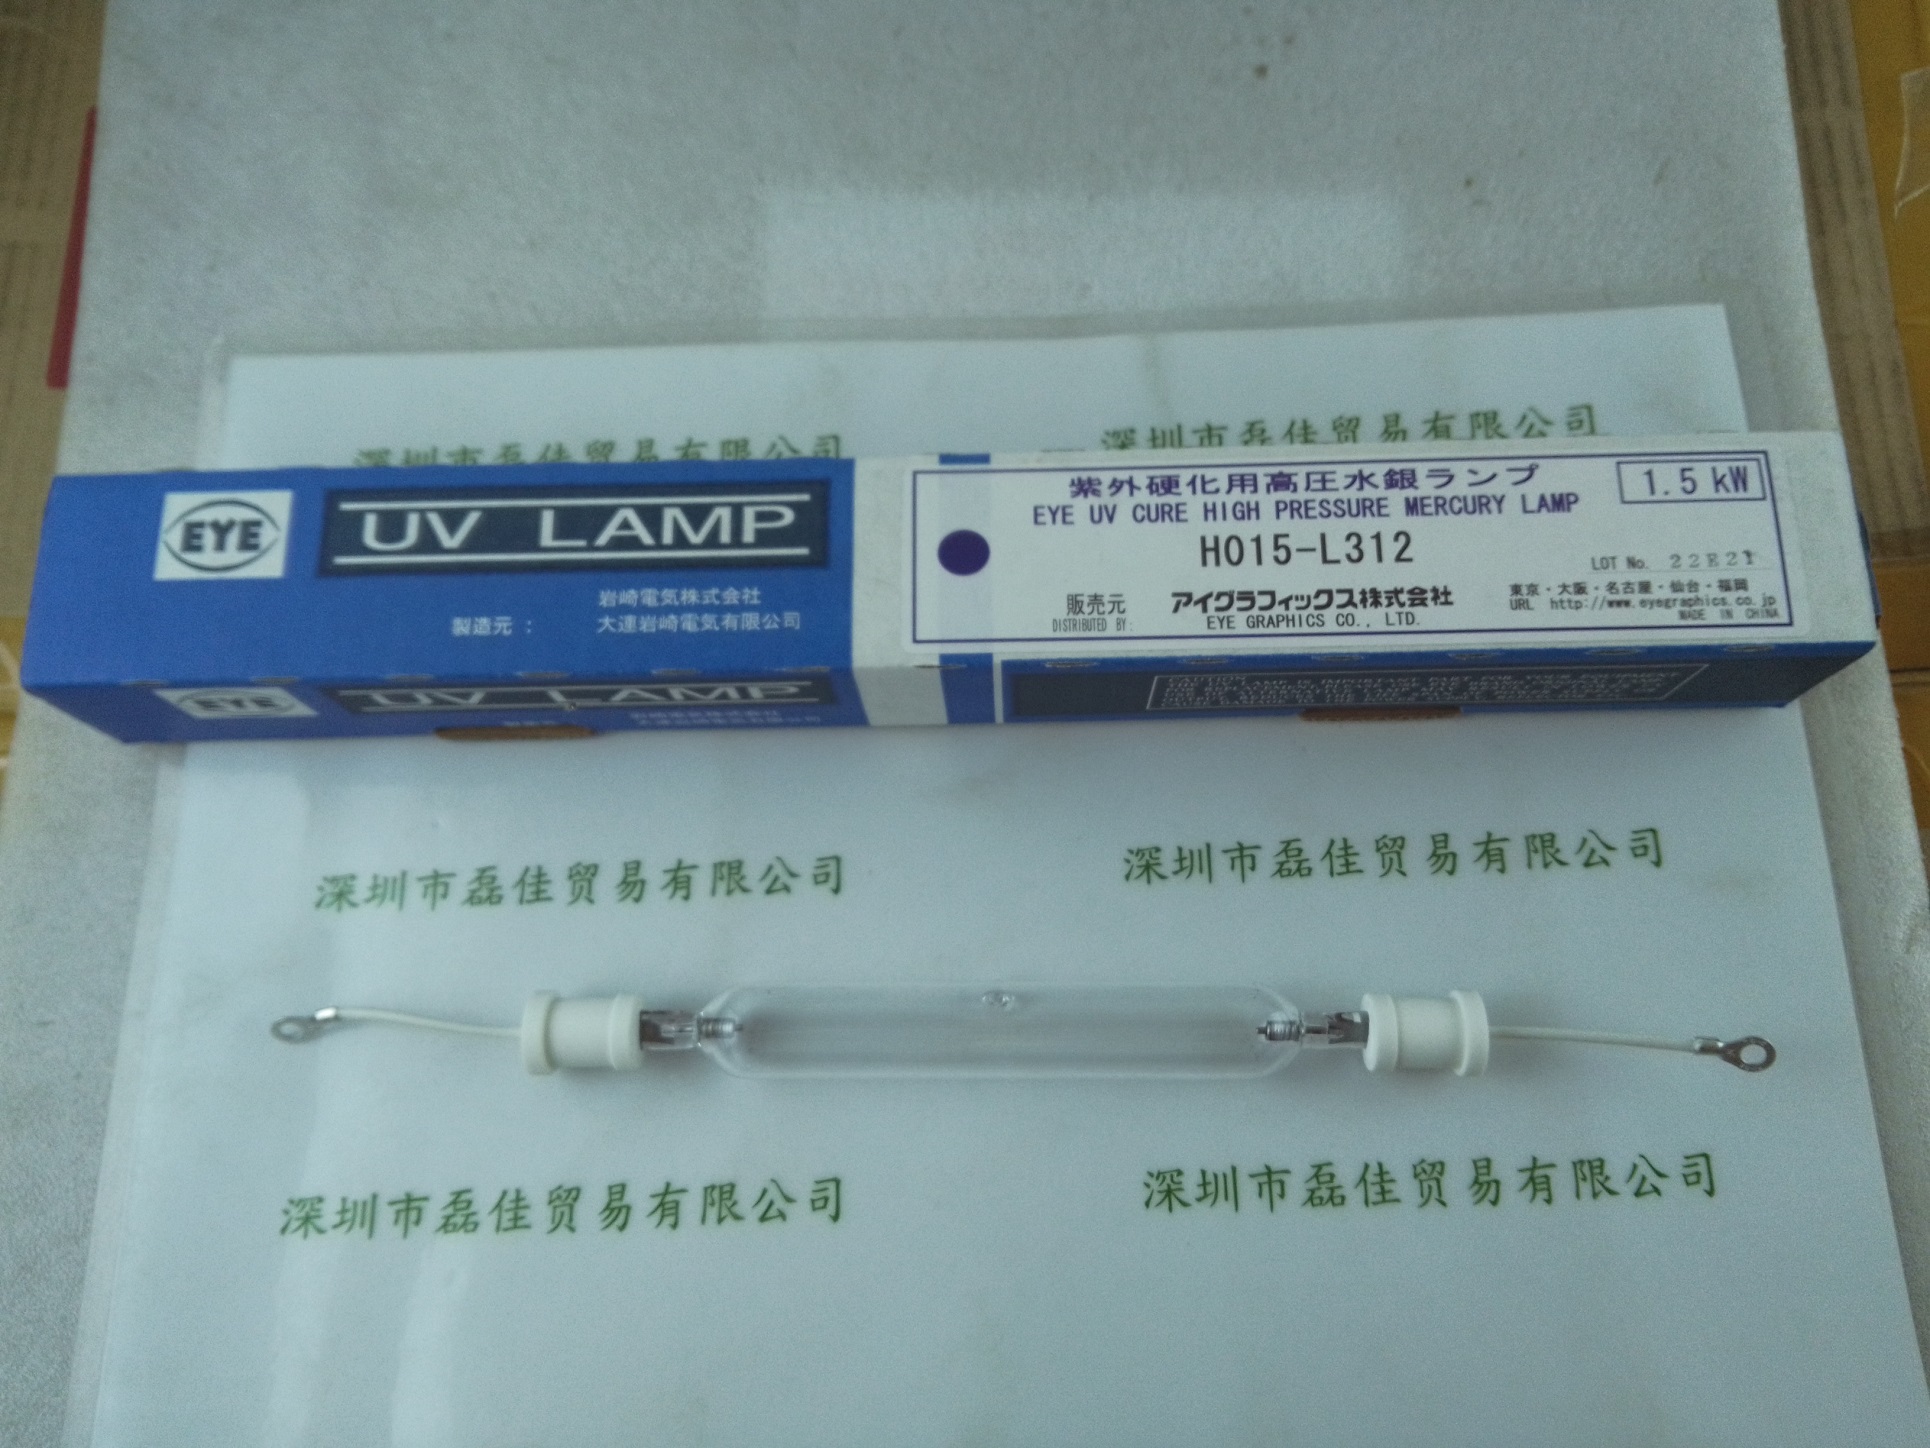 深圳市磊佳贸易有限公司
深圳市磊佳贸易有限公司
EYE
UV LAMP
岩崎電気株式会社
製造元 : 大連岩崎電気有限公司
紫外硬化用高圧水銀ランプ
1.5 kW
EYE UV CURE HIGH PRESSURE MERCURY LAMP
H015-L312
LOT No. 22E21
販売元 アイグラフィックス株式会社
DISTRIBUTED BY: EYE GRAPHICS CO., LTD.
東京・大阪・名古屋・仙台・福岡
URL http://www.eyegraphics.co.jp
MADE IN CHINA
EYE
UV LAMP
深圳市磊佳贸易有限公司
深圳市磊佳贸易有限公司
深圳市磊佳贸易有限公司
深圳市磊佳贸易有限公司